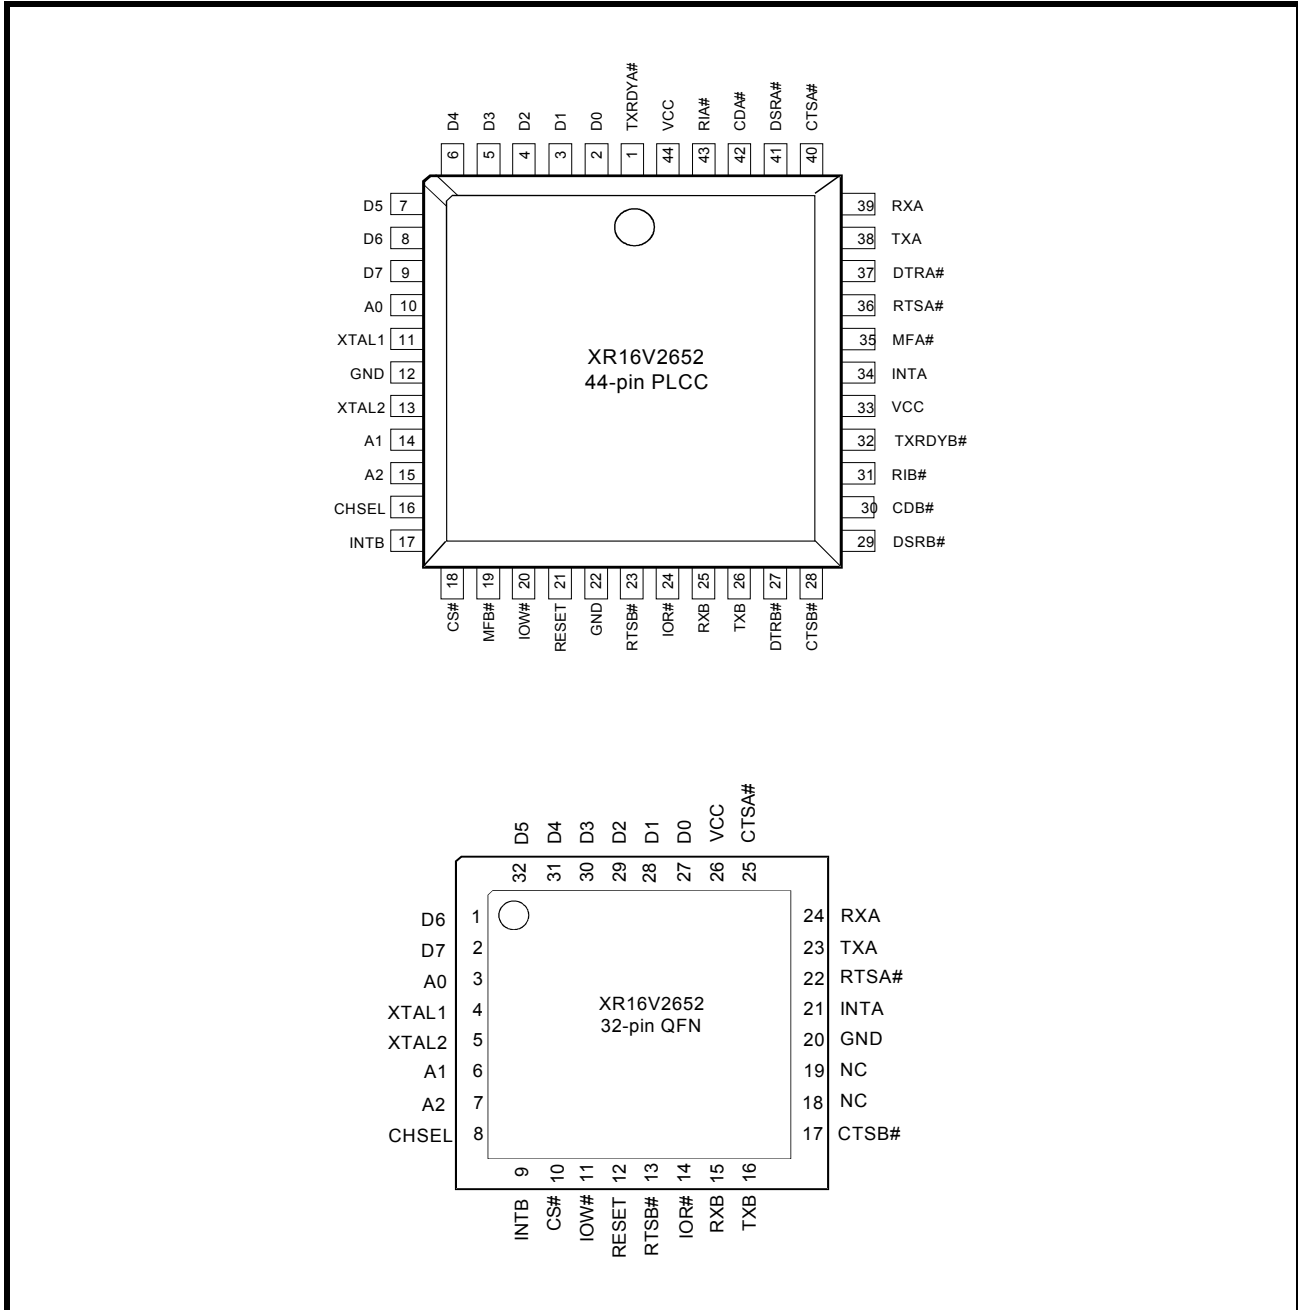 D4 D3 D2 D1 D0 TXRDYA# VCC RIA# CDA# DSRA# CTSA#
6 5 4 3 2 1 44 43 42 41 40
D5 7 39 RXA
D6 8 38 TXA
D7 9 37 DTRA#
A0 10 36 RTSA#
XTAL1 11 35 MFA#
GND 12 34 INTA
XTAL2 13 33 VCC
A1 14 32 TXRDYB#
A2 15 31 RIB#
CHSEL 16 30 CDB#
INTB 17 29 DSRB#
XR16V2652
44-pin PLCC
18 19 20 21 22 23 24 25 26 27 28
CS# MFB# IOW# RESET GND RTSB# IOR# RXB TXB DTRB# CTSB#
D5 D4 D3 D2 D1 D0 VCC CTSA#
32 31 30 29 28 27 26 25
D6 1 24 RXA
D7 2 23 TXA
A0 3 22 RTSA#
XTAL1 4 21 INTA
XTAL2 5 20 GND
A1 6 19 NC
A2 7 18 NC
CHSEL 8 17 CTSB#
XR16V2652
32-pin QFN
9 10 11 12 13 14 15 16
INTB CS# IOW# RESET RTSB# IOR# RXB TXB